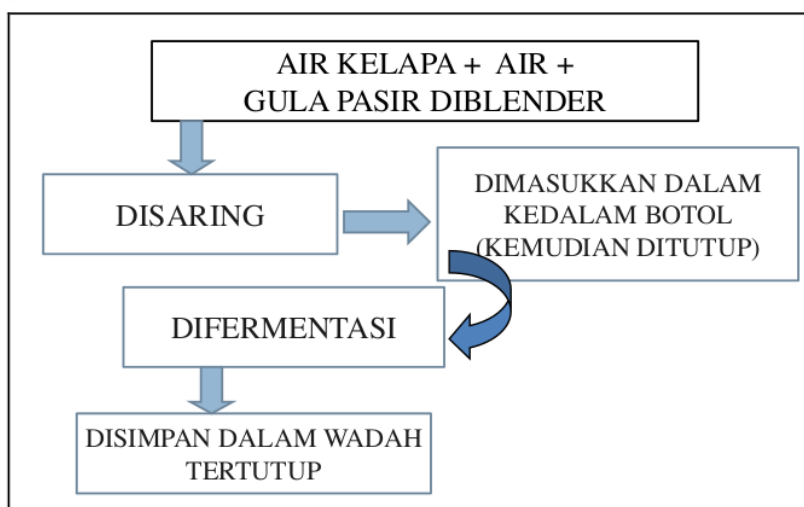 AIR KELAPA + AIR +
GULA PASIR DIBLENDER
DISARING
DIMASUKKAN DALAM
KEDALAM BOTOL
(KEMUDIAN DITUTUP)
DIFERMENTASI
DISIMPAN DALAM WADAH
TERTUTUP